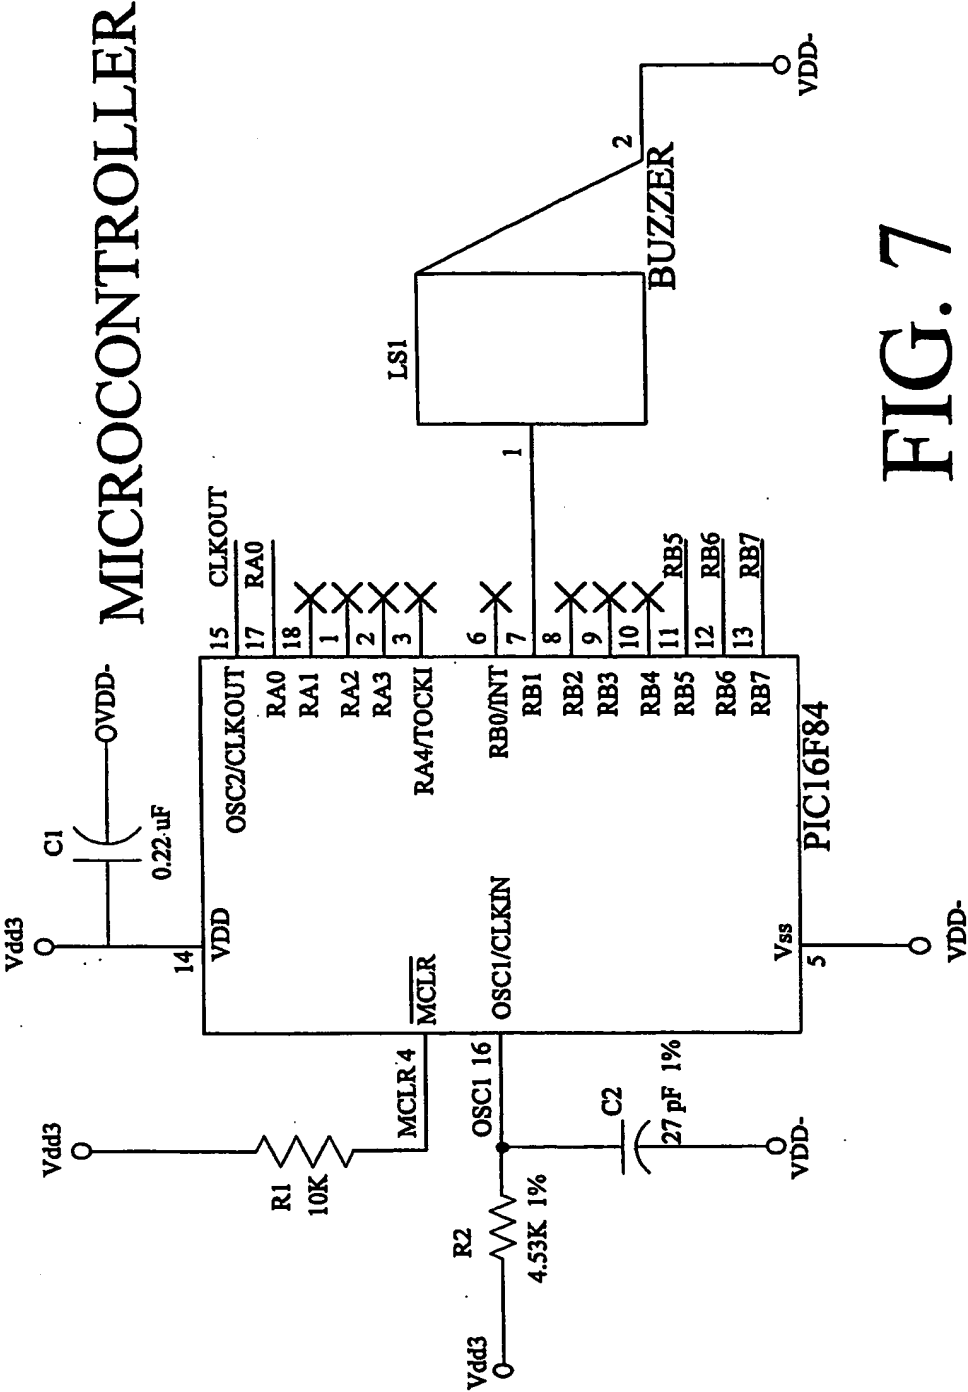 MICROCONTROLLER
Vdd3
C1
OVDD-
0.22 uF
14
VDD
Vdd3
R1
10K
MCLR 4
MCLR
OSC2/CLKOUT
15
CLKOUT
RA0
17
RA0
RA1
18
RA2
1
RA3
2
RA4/TOCKI
3
Vdd3
R2
4.53K 1%
OSC1 16
OSC1/CLKIN
RB0/INT
6
RB1
7
RB2
8
RB3
9
RB4
10
RB5
11
RB5
RB6
12
RB6
RB7
13
RB7
C2
27 pF 1%
VDD-
Vss
5
VDD-
PIC16F84
1
LS1
BUZZER
2
VDD-
FIG. 7